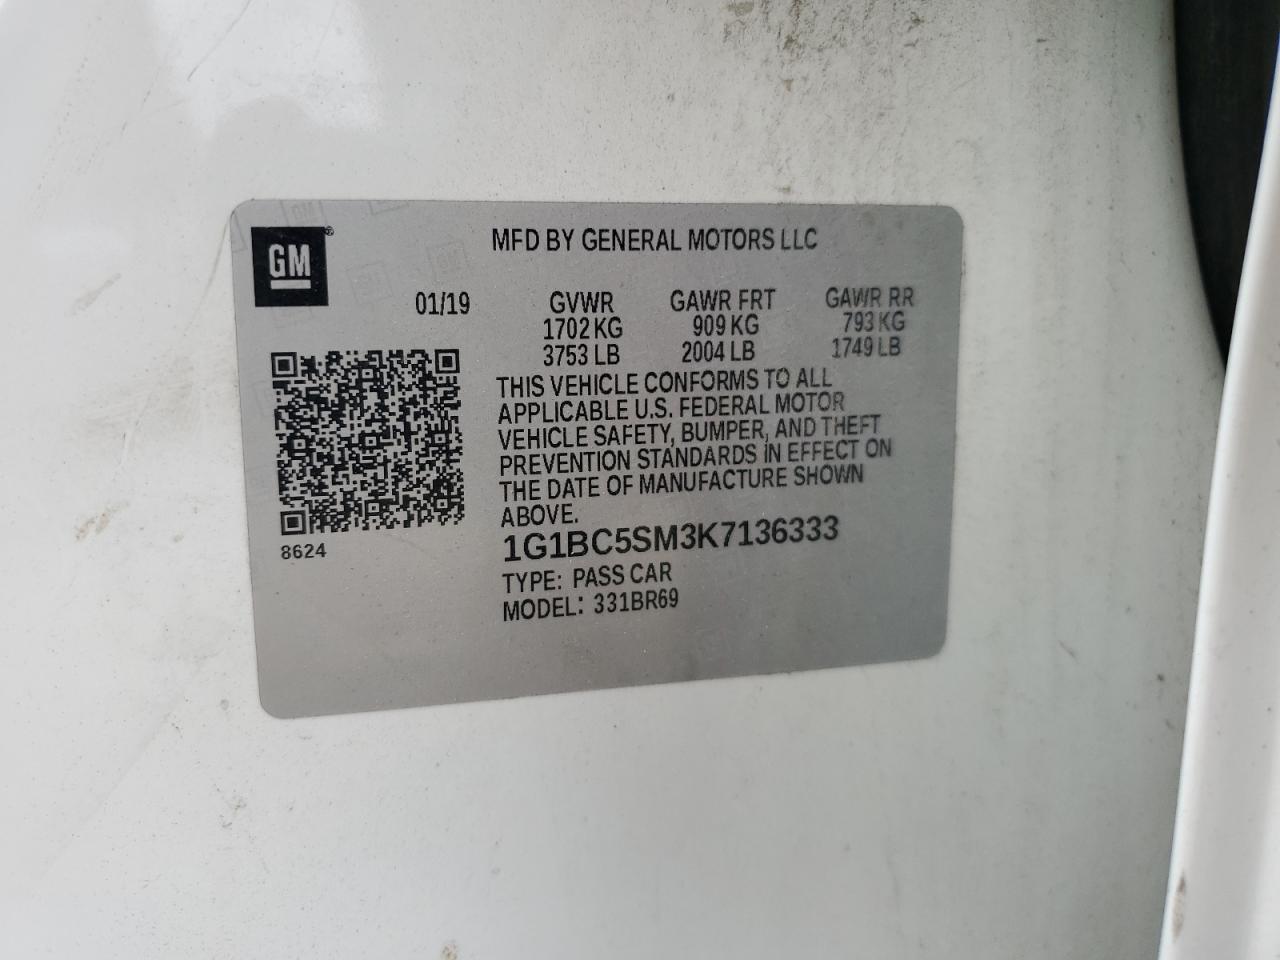 MFD BY GENERAL MOTORS LLC
GM®
01/19 GVWR GAWR FRT GAWR RR
1702 KG 909 KG 793 KG
3753 LB 2004 LB 1749 LB
THIS VEHICLE CONFORMS TO ALL
APPLICABLE U.S. FEDERAL MOTOR
VEHICLE SAFETY, BUMPER, AND THEFT
PREVENTION STANDARDS IN EFFECT ON
THE DATE OF MANUFACTURE SHOWN
ABOVE.
8624
1G1BC5SM3K7136333
TYPE: PASS CAR
MODEL: 331BR69